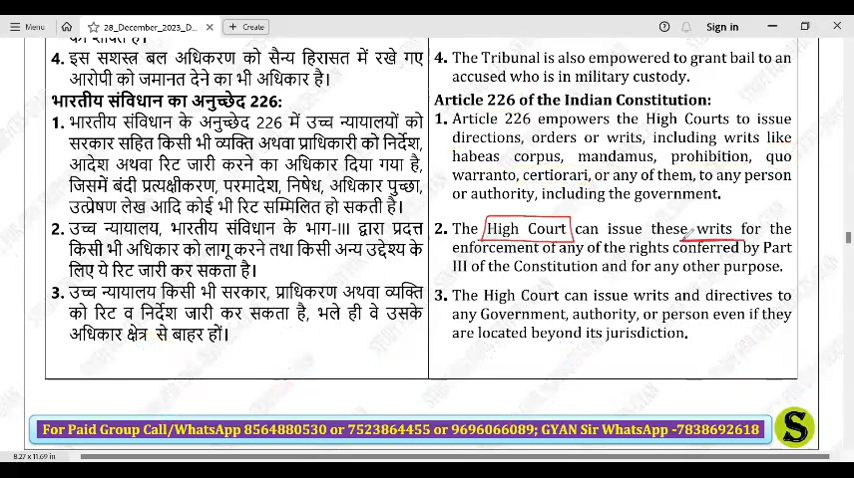 Menu
28_December_2023_D...
+ Create
Sign in
4. इस सशस्त्र बल अधिकरण को सैन्य हिरासत में रखे गए
आरोपी को जमानत देने का भी अधिकार है।
भारतीय संविधान का अनुच्छेद 226:
1. भारतीय संविधान के अनुच्छेद 226 में उच्च न्यायालयों को
सरकार सहित किसी भी व्यक्ति अथवा प्राधिकारी को निर्देश,
आदेश अथवा रिट जारी करने का अधिकार दिया गया है,
जिसमें बंदी प्रत्यक्षीकरण, परमादेश, निषेध, अधिकार पुच्छा,
उत्प्रेषण लेख आदि कोई भी रिट सम्मिलित हो सकती है।
2. उच्च न्यायालय, भारतीय संविधान के भाग-III द्वारा प्रदत्त
किसी भी अधिकार को लागू करने तथा किसी अन्य उद्देश्य के
लिए ये रिट जारी कर सकता है।
3. उच्च न्यायालय किसी भी सरकार, प्राधिकरण अथवा व्यक्ति
को रिट व निर्देश जारी कर सकता है, भले ही वे उसके
अधिकार क्षेत्र से बाहर हों।
4. The Tribunal is also empowered to grant bail to an
accused who is in military custody.
Article 226 of the Indian Constitution:
1. Article 226 empowers the High Courts to issue
directions, orders or writs, including writs like
habeas corpus, mandamus, prohibition, quo
warranto, certiorari, or any of them, to any person
or authority, including the government.
2. The High Court can issue these writs for the
enforcement of any of the rights conferred by Part
III of the Constitution and for any other purpose.
3. The High Court can issue writs and directives to
any Government, authority, or person even if they
are located beyond its jurisdiction.
For Paid Group Call/WhatsApp 8564880530 or 7523864455 or 9696066089; GYAN Sir WhatsApp -7838692618
S
8.27 x 11.69 in